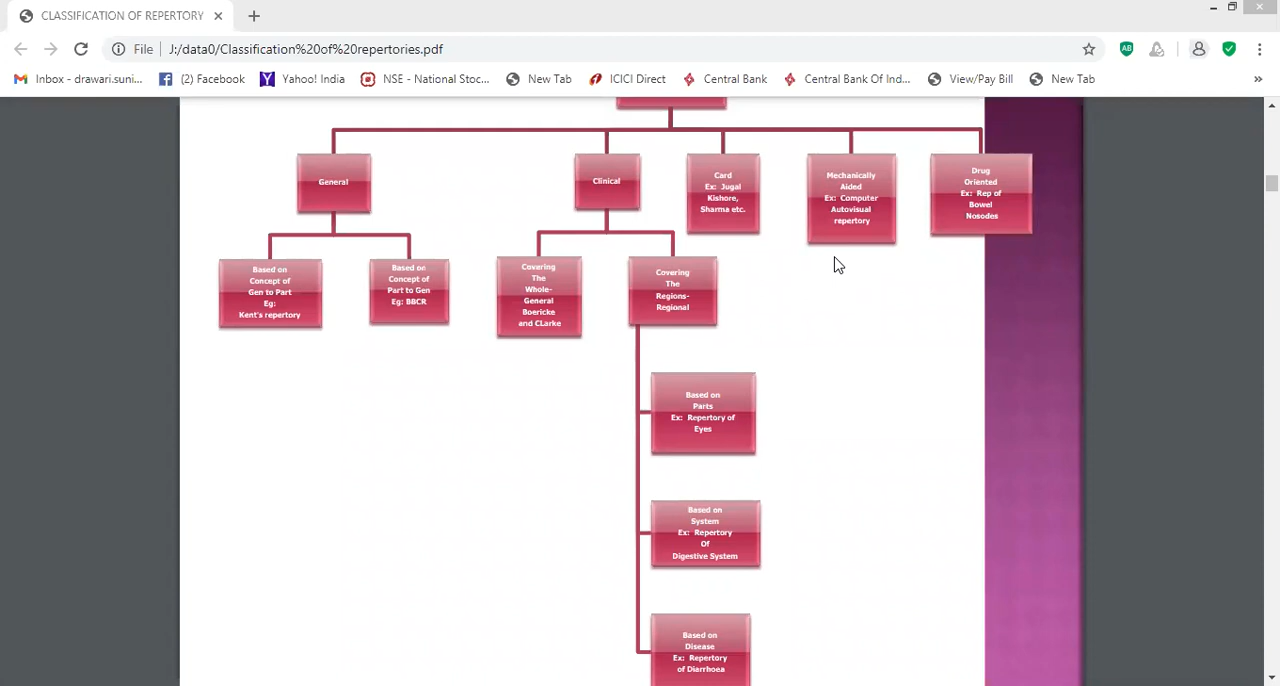 CLASSIFICATION OF REPERTORY
File
J:/data0/Classification%20of%20repertories.pdf
Inbox - drawari.suni...
(2) Facebook
Yahoo! India
NSE - National Stoc...
New Tab
ICICI Direct
Central Bank
Central Bank Of Ind...
View/Pay Bill
New Tab
General
Clinical
Card
Ex: Jugal
Kishore,
Sharma etc.
Mechanically
Aided
Ex: Computer
Autovisual
repertory
Drug
Oriented
Ex: Rep of
Bowel
Nosodes
Based on
Concept of
Gen to Part
Eg:
Kent's repertory
Based on
Concept of
Part to Gen
Eg: BBCR
Covering
The
Whole-
General
Boericke
and CLarke
Covering
The
Regions-
Regional
Based on
Parts
Ex: Repertory of
Eyes
Based on
System
Ex: Repertory
Of
Digestive System
Based on
Disease
Ex: Repertory
of Diarrhoea